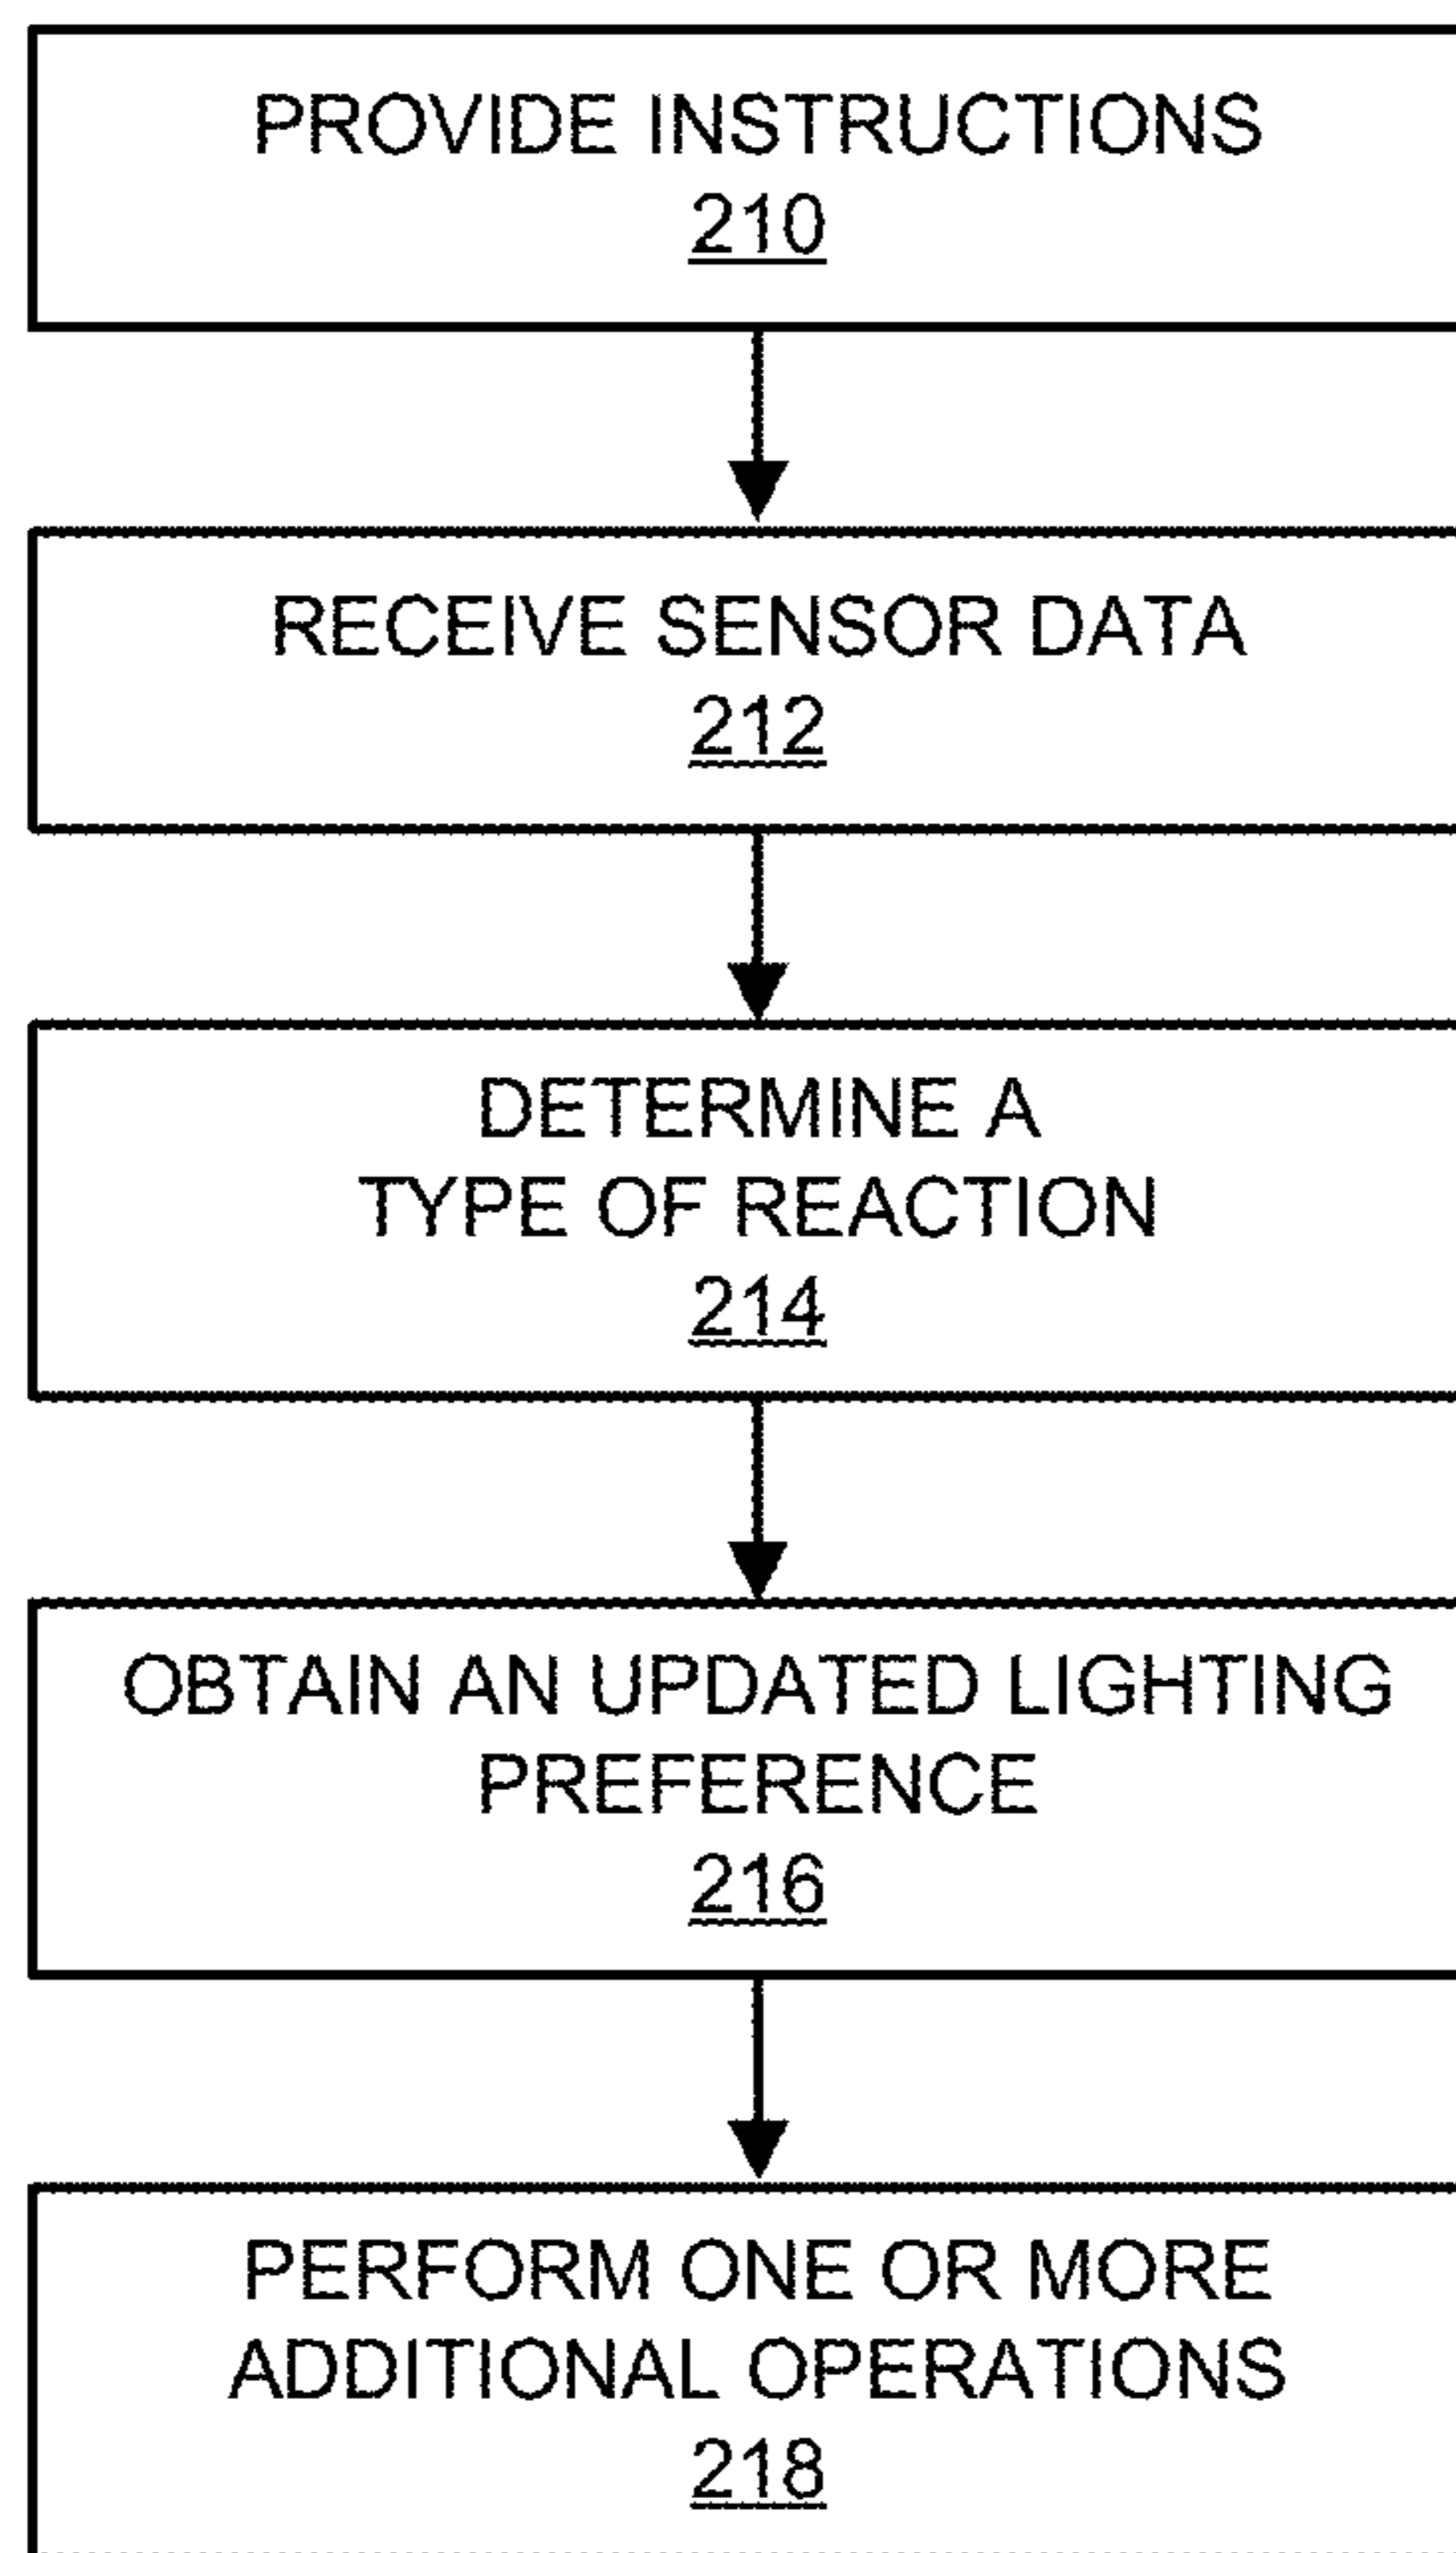 PROVIDE INSTRUCTIONS
210
RECEIVE SENSOR DATA
212
DETERMINE A
TYPE OF REACTION
214
OBTAIN AN UPDATED LIGHTING
PREFERENCE
216
PERFORM ONE OR MORE
ADDITIONAL OPERATIONS
218